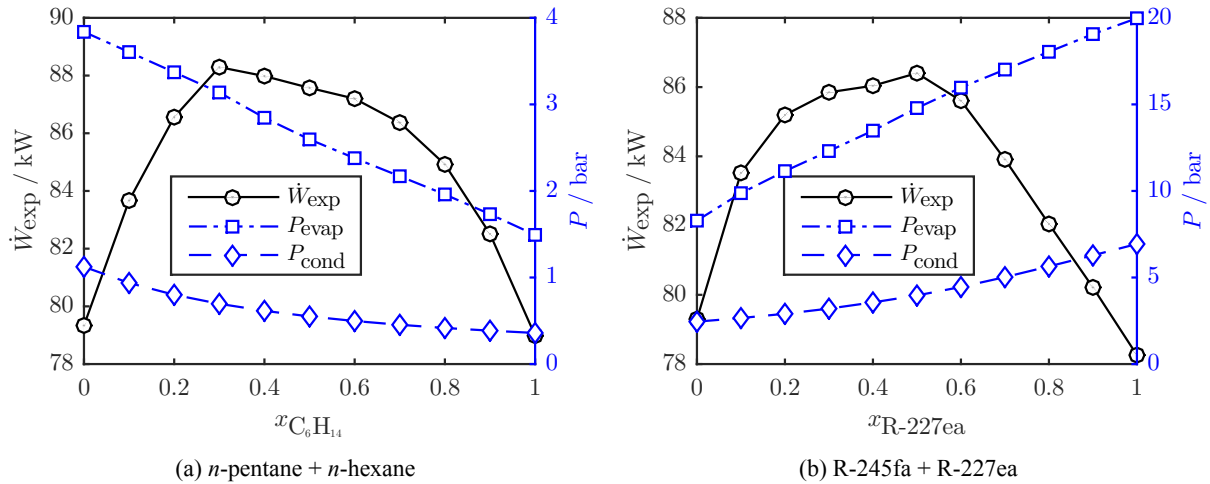 90 4 88 20
88 3 86 15
86 84 10
84 82 5
82 2 80
80 1 78 0
78 0
Ẇexp / kW
P / bar
Ẇexp / kW
P / bar
Ẇexp
Pevap
Pcond
Ẇexp
Pevap
Pcond
0 0.2 0.4 0.6 0.8 1
0 0.2 0.4 0.6 0.8 1
xC₆H₁₄
xR-227ea
(a) n-pentane + n-hexane
(b) R-245fa + R-227ea